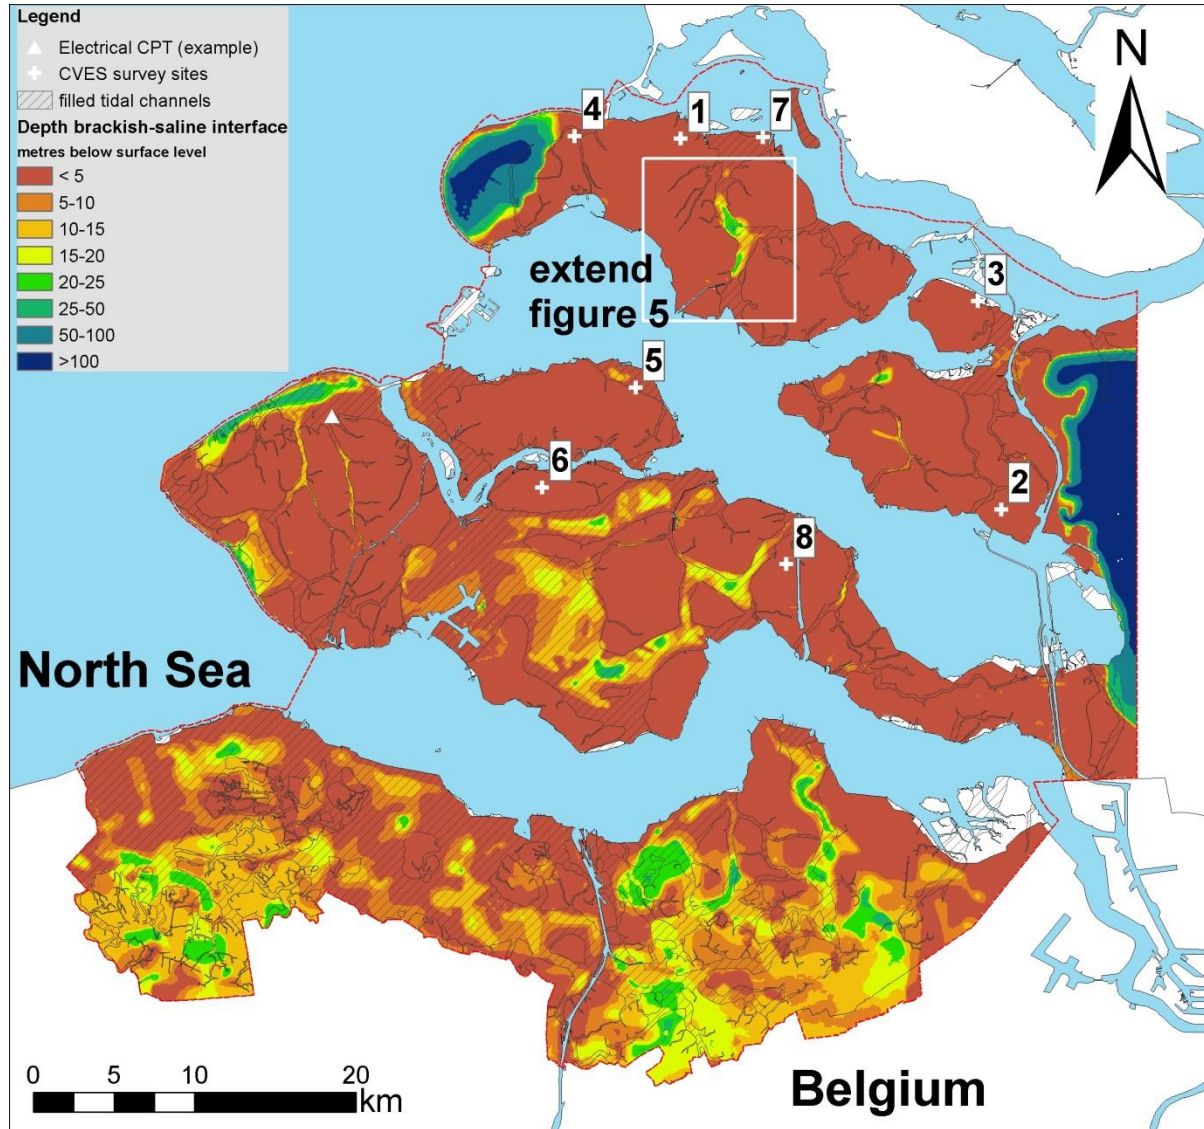 Legend
Electrical CPT (example)
CVES survey sites
filled tidal channels
Depth brackish-saline interface
metres below surface level
< 5
5-10
10-15
15-20
20-25
25-50
50-100
>100
N
4
1
7
3
extend
figure 5
5
6
2
8
North Sea
Belgium
0 5 10 20
km